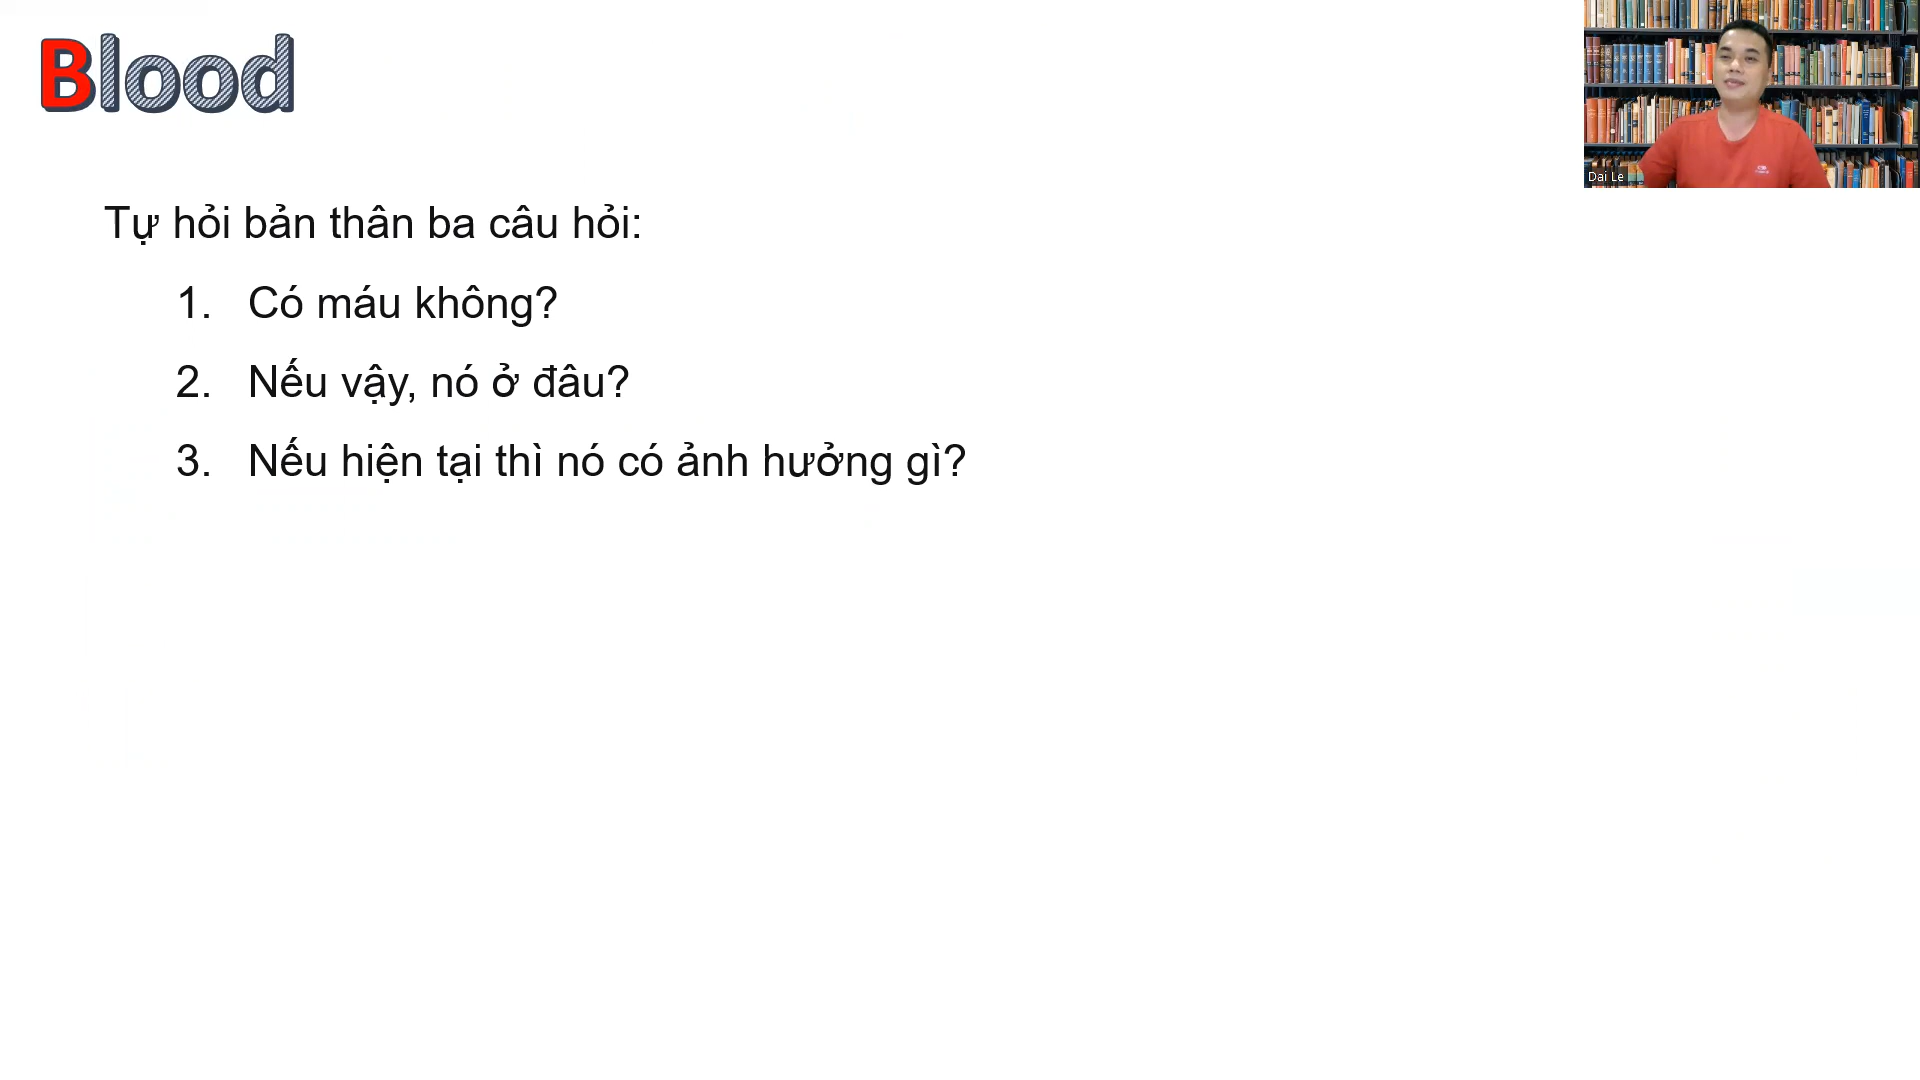 Blood
Dai Le
Tự hỏi bản thân ba câu hỏi:
1. Có máu không?
2. Nếu vậy, nó ở đâu?
3. Nếu hiện tại thì nó có ảnh hưởng gì?